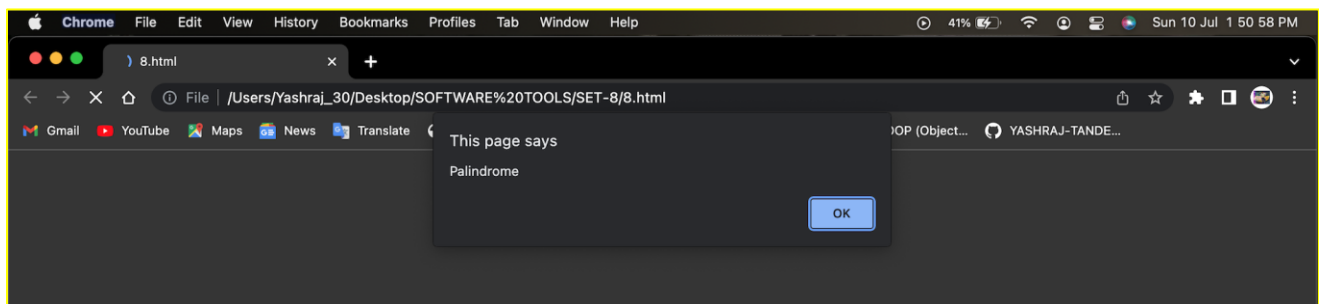 Chrome File Edit View History Bookmarks Profiles Tab Window Help 41% Sun 10 Jul 1 50 58 PM
8.html
File | /Users/Yashraj_30/Desktop/SOFTWARE%20TOOLS/SET-8/8.html
Gmail YouTube Maps News Translate OOP (Object... YASHRAJ-TANDE...
This page says
Palindrome
OK